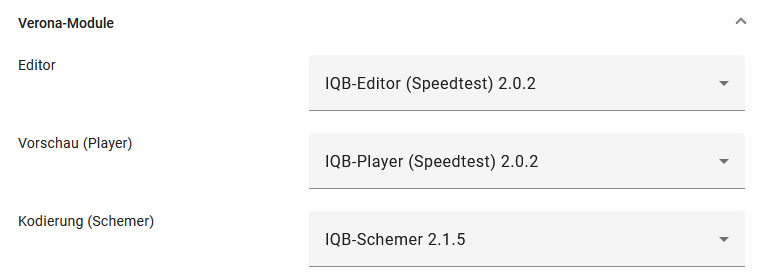 Verona-Module
Editor
IQB-Editor (Speedtest) 2.0.2
Vorschau (Player)
IQB-Player (Speedtest) 2.0.2
Kodierung (Schemer)
IQB-Schemer 2.1.5